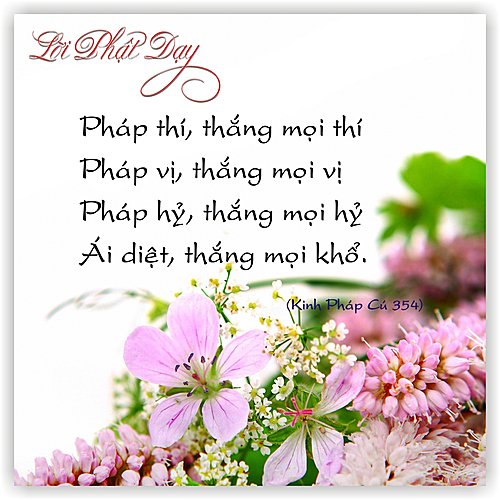 Lời Phật Dạy
Pháp thí, thắng mọi thí
Pháp vị, thắng mọi vị
Pháp hỷ, thắng mọi hỷ
Ái diệt, thắng mọi khổ.
(Kinh Pháp Cú 354)